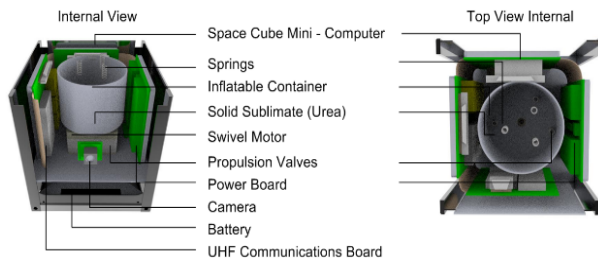 Internal View
Top View Internal
Space Cube Mini - Computer
Springs
Inflatable Container
Solid Sublimate (Urea)
Swivel Motor
Propulsion Valves
Power Board
Camera
Battery
UHF Communications Board